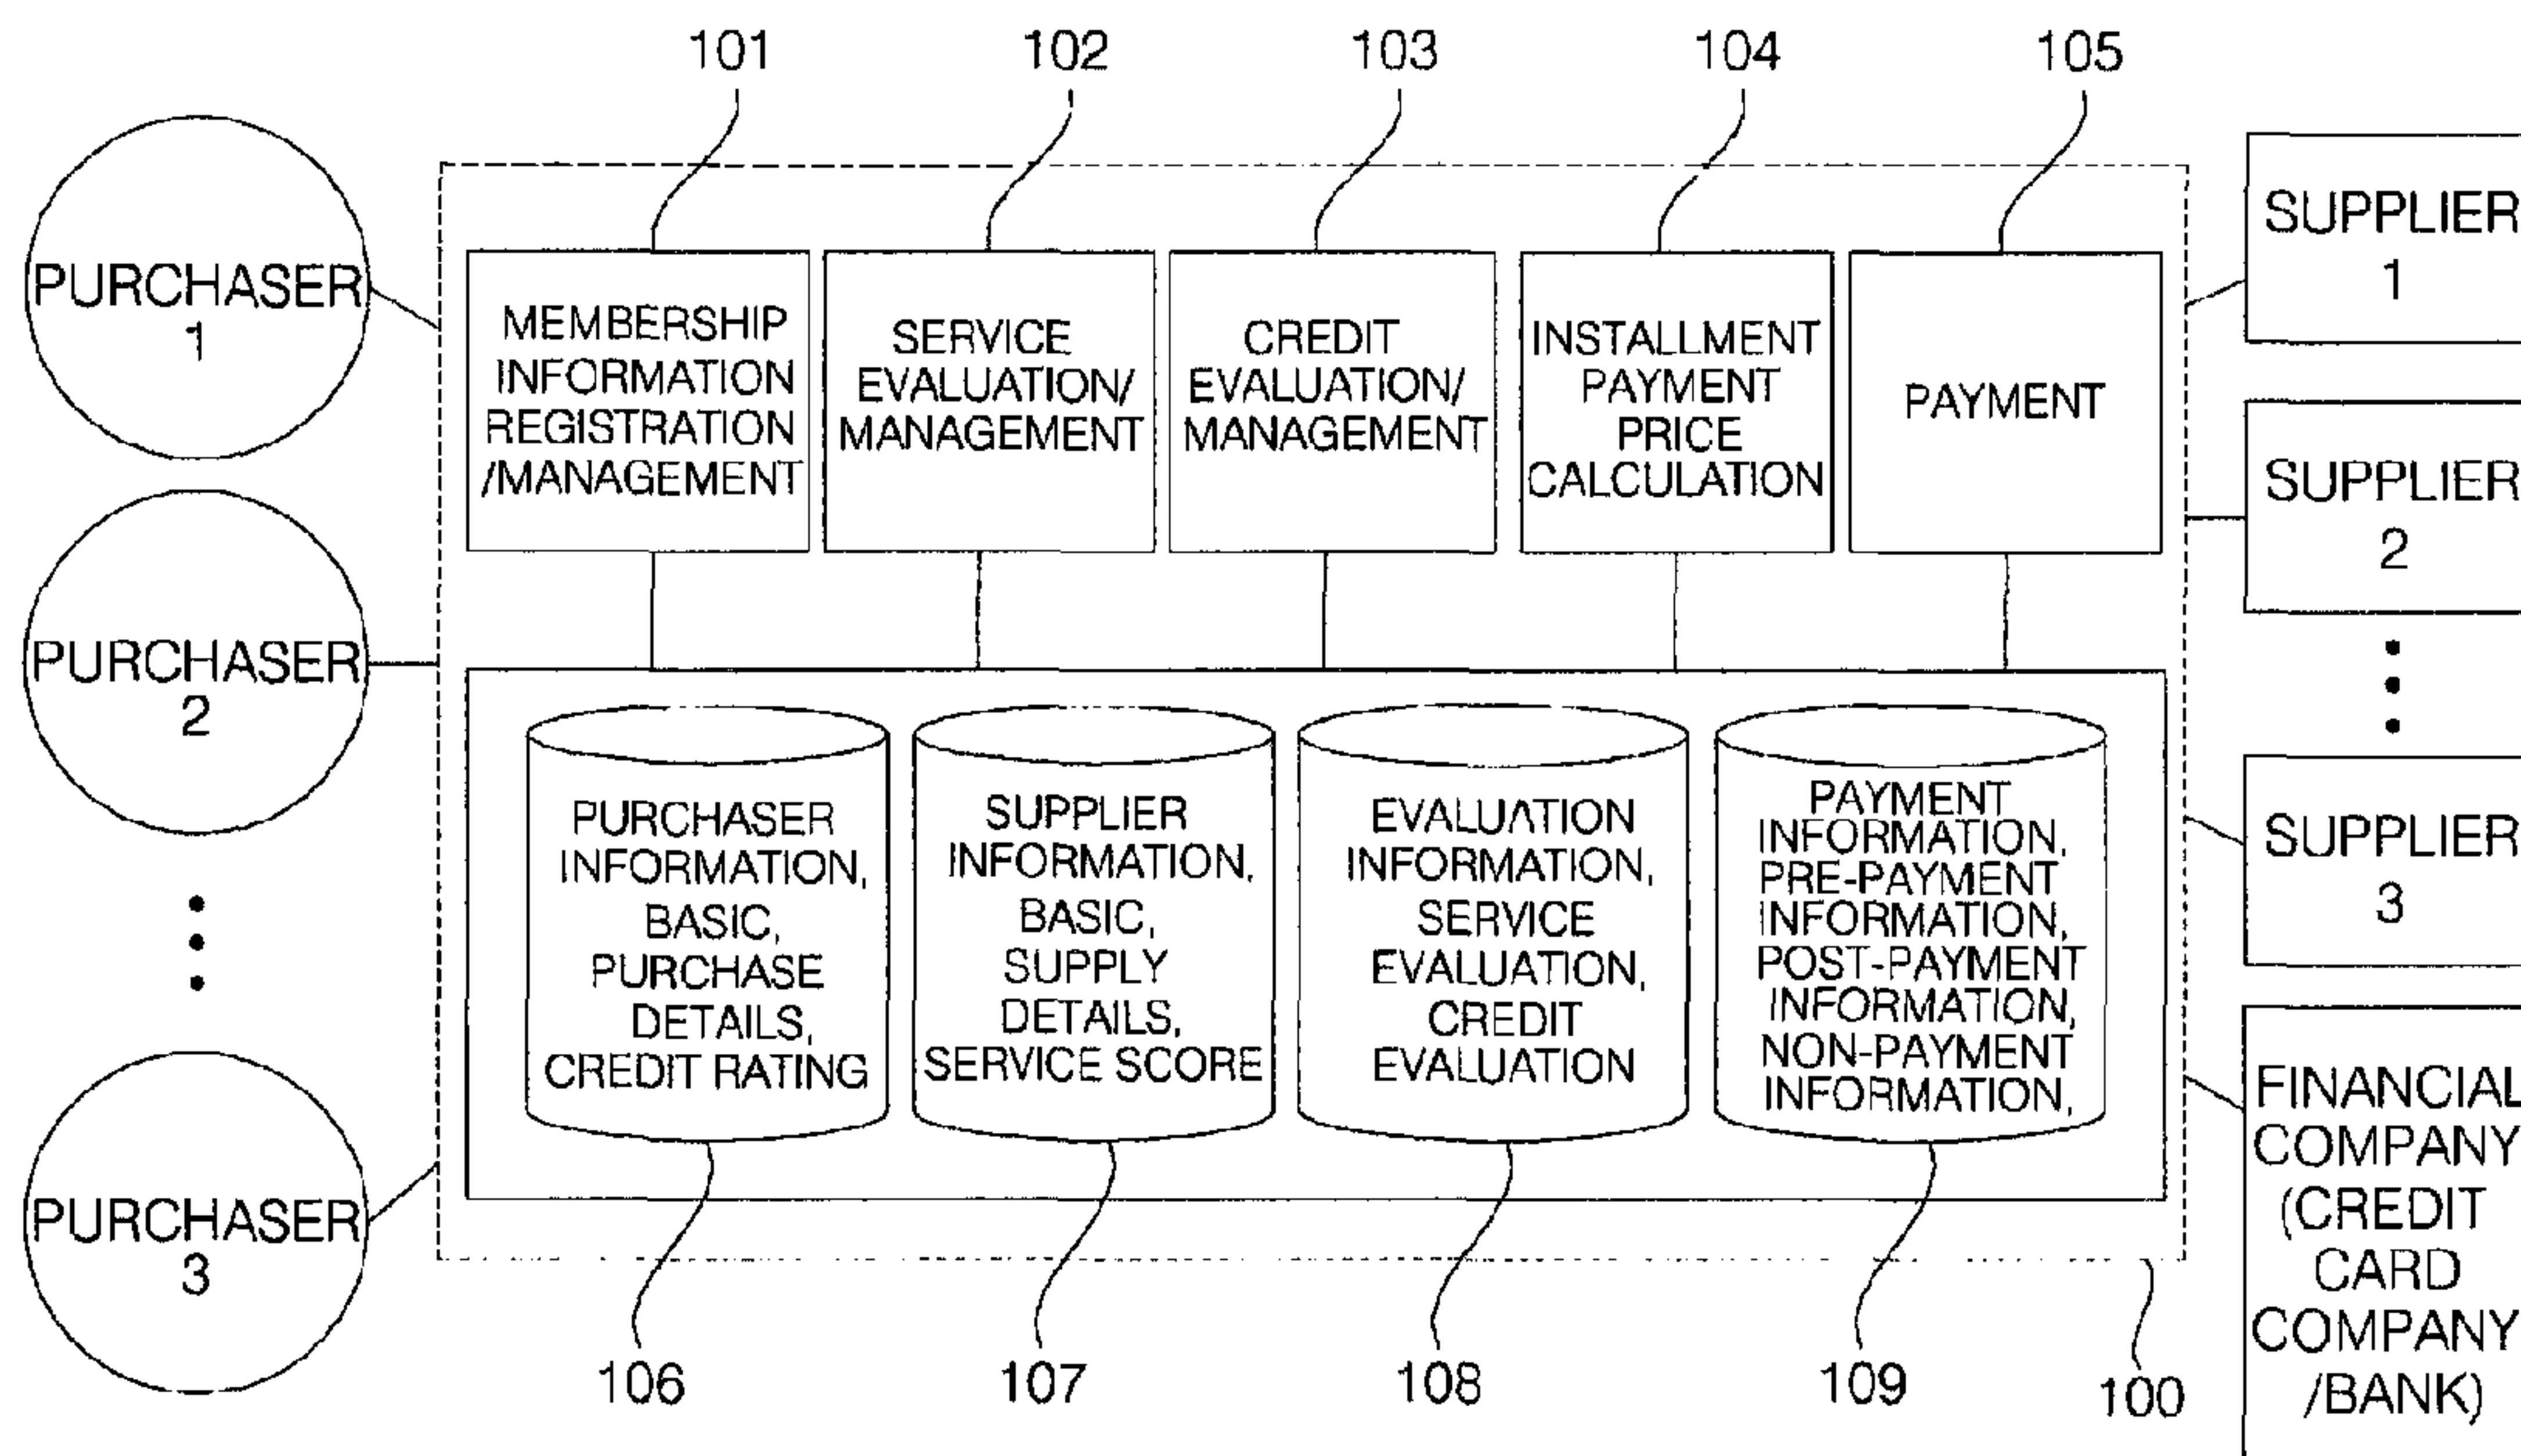 101
102
103
104
105
PURCHASER
1
PURCHASER
2
PURCHASER
3
MEMBERSHIP
INFORMATION
REGISTRATION
/MANAGEMENT
SERVICE
EVALUATION/
MANAGEMENT
CREDIT
EVALUATION/
MANAGEMENT
INSTALLMENT
PAYMENT
PRICE
CALCULATION
PAYMENT
PURCHASER
INFORMATION,
BASIC,
PURCHASE
DETAILS,
CREDIT RATING
SUPPLIER
INFORMATION,
BASIC,
SUPPLY
DETAILS,
SERVICE SCORE
EVALUATION
INFORMATION,
SERVICE
EVALUATION,
CREDIT
EVALUATION
PAYMENT
INFORMATION,
PRE-PAYMENT
INFORMATION,
POST-PAYMENT
INFORMATION,
NON-PAYMENT
INFORMATION,
SUPPLIER
1
SUPPLIER
2
SUPPLIER
3
FINANCIAL
COMPANY
(CREDIT
CARD
COMPANY
/BANK)
106
107
108
109
100